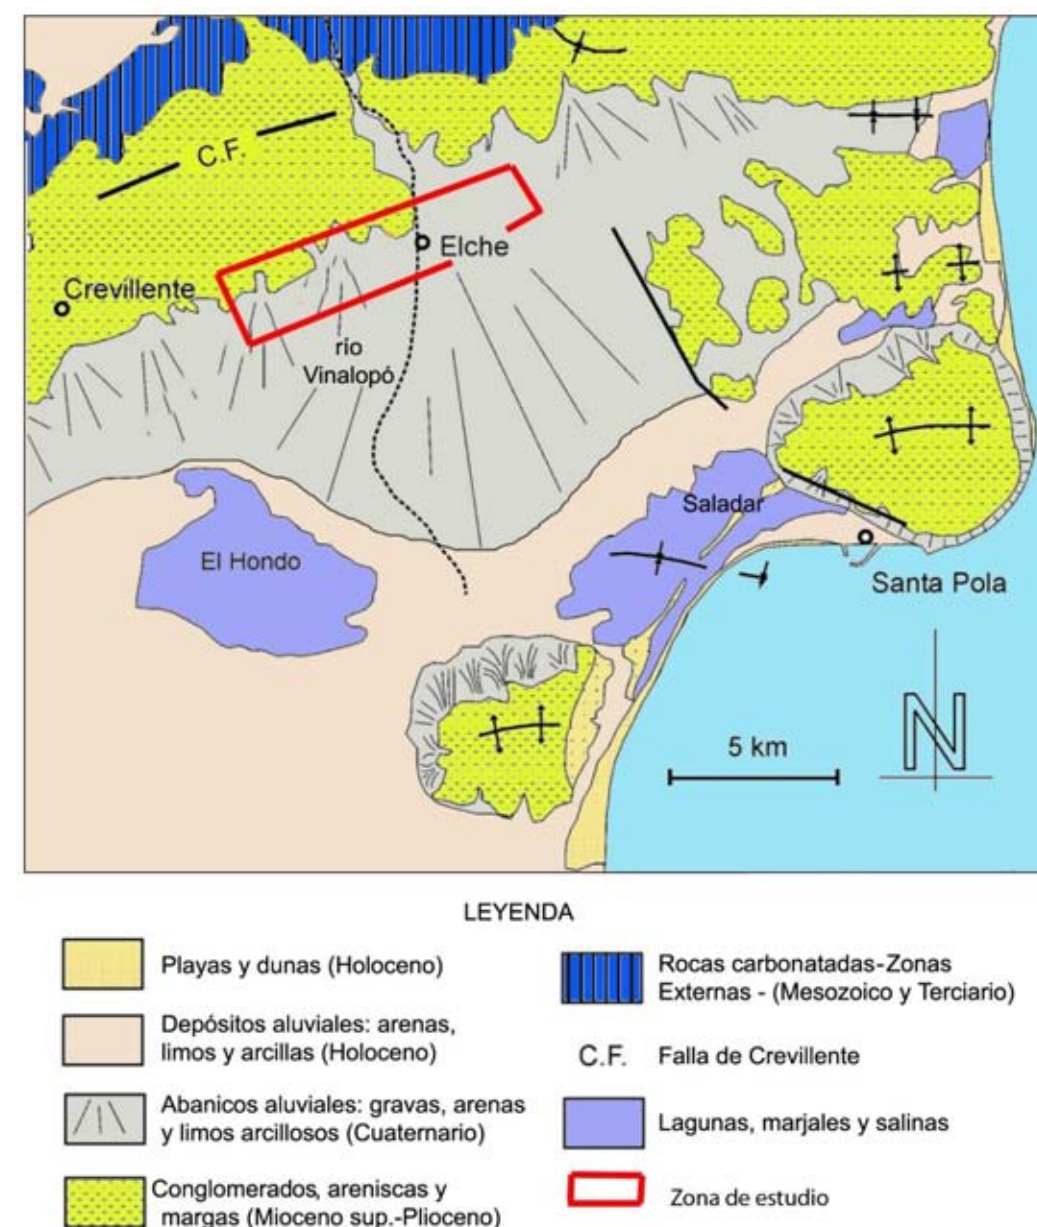 C.F.
Elche
Crevillente
río
Vinalopó
Saladar
El Hondo
Santa Pola
5 km
N
LEYENDA
Playas y dunas (Holoceno)
Depósitos aluviales: arenas,
limos y arcillas (Holoceno)
Abanicos aluviales: gravas, arenas
y limos arcillosos (Cuaternario)
Conglomerados, areniscas y
margas (Mioceno sup.-Plioceno)
Rocas carbonatadas-Zonas
Externas - (Mesozoico y Terciario)
C.F. Falla de Crevillente
Lagunas, marjales y salinas
Zona de estudio